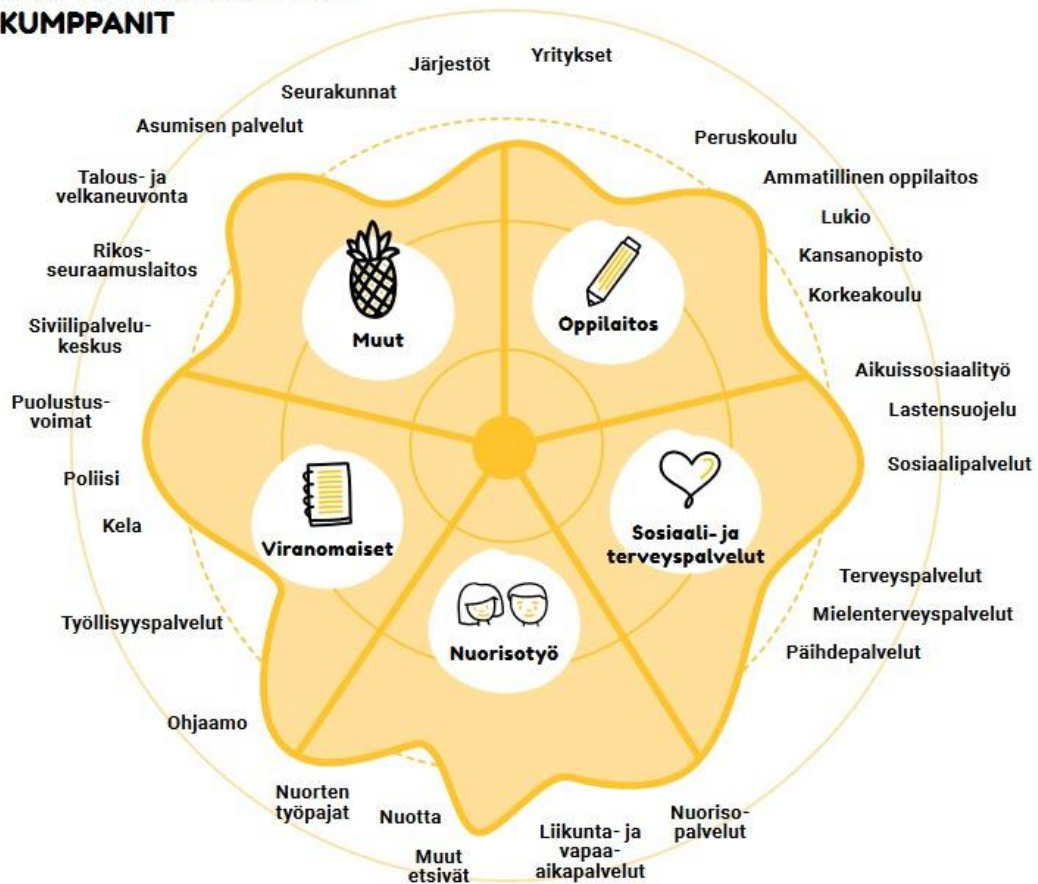 KUMPPANIT
Yritykset
Järjestöt
Seurakunnat
Asumisen palvelut
Talous- ja
velkaneuvonta
Rikos-
seuraamuslaitos
Siviilipalvelu-
keskus
Puolustus-
voimat
Poliisi
Kela
Työllisyyspalvelut
Ohjaamo
Nuorten
työpajat
Nuotta
Muut
etsivät
Liikunta- ja
vapaa-
aikapalvelut
Nuoriso-
palvelut
Peruskoulu
Ammatillinen oppilaitos
Lukio
Kansanopisto
Korkeakoulu
Aikuissosiaalityö
Lastensuojelu
Sosiaalipalvelut
Terveyspalvelut
Mielenterveyspalvelut
Päihdepalvelut
Muut
Oppilaitos
Viranomaiset
Sosiaali- ja
terveyspalvelut
Nuorisotyö